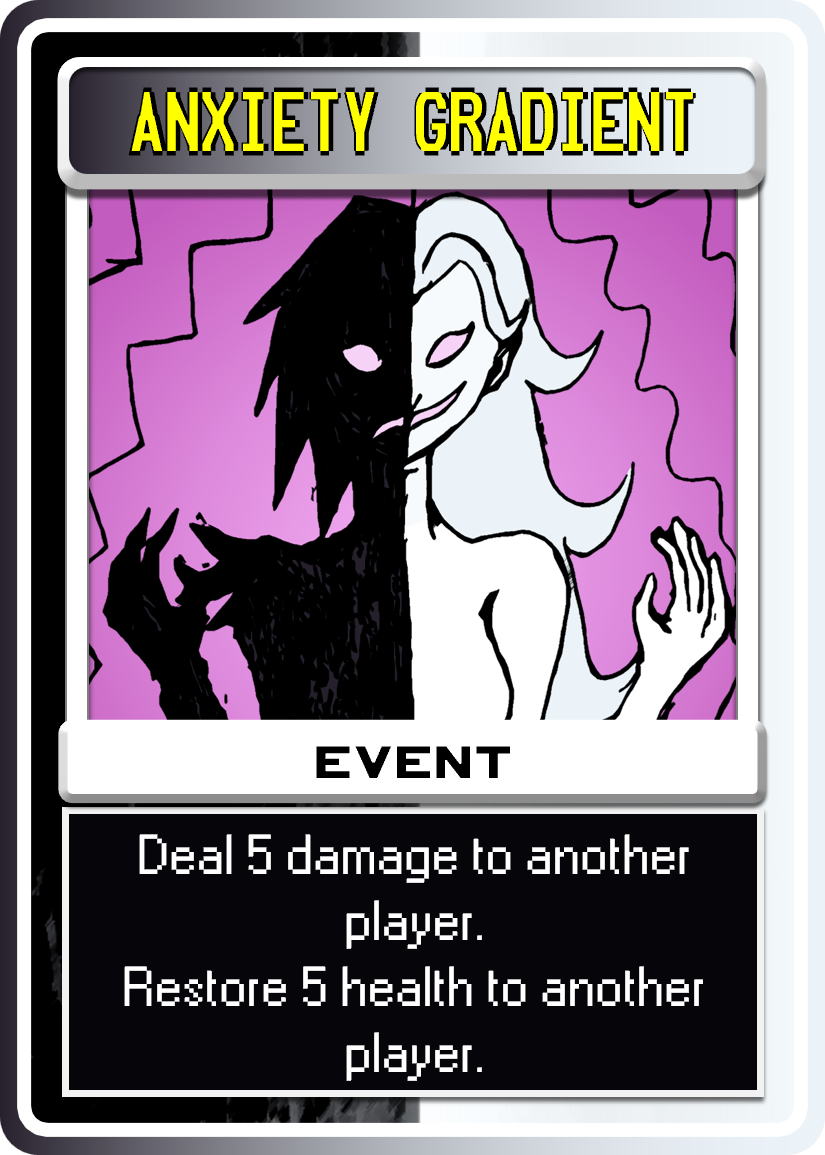 ANXIETY GRADIENT
EVENT
Deal 5 damage to another
player.
Restore 5 health to another
player.